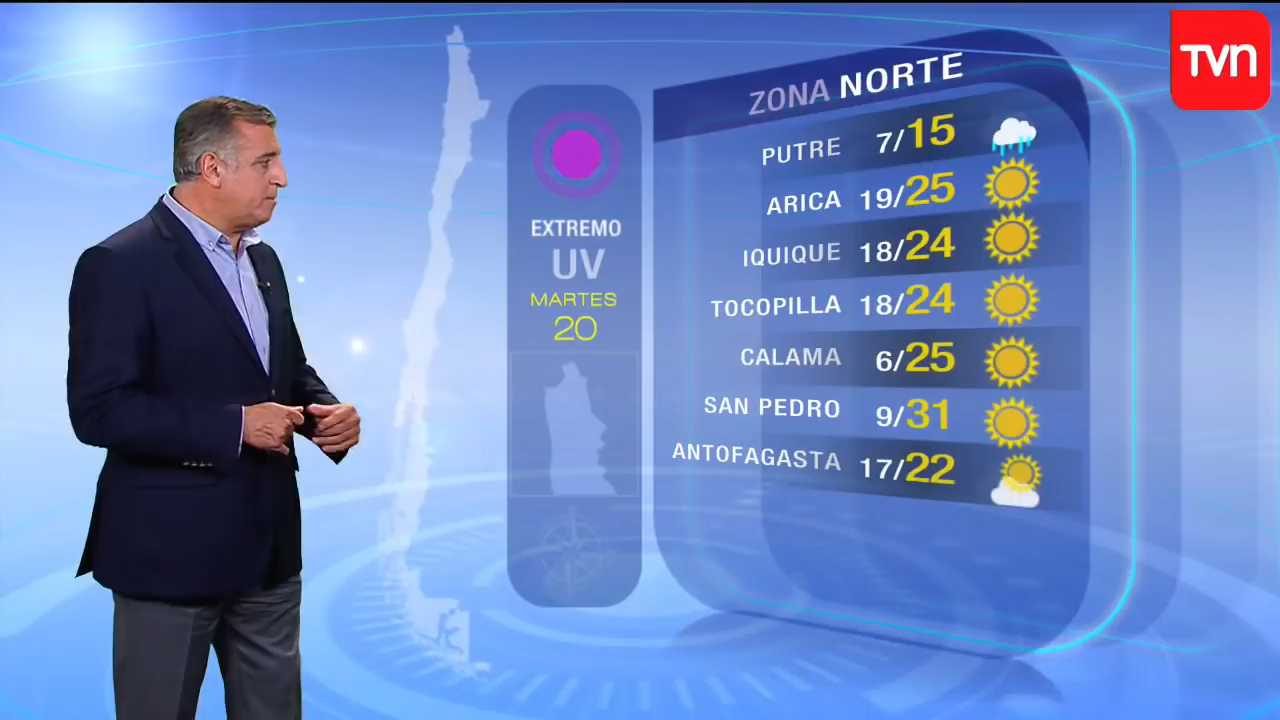 TVN
ZONA NORTE
PUTRE 7/15
ARICA 19/25
IQUIQUE 18/24
TOCOPILLA 18/24
CALAMA 6/25
SAN PEDRO 9/31
ANTOFAGASTA 17/22
EXTREMO
UV
MARTES
20